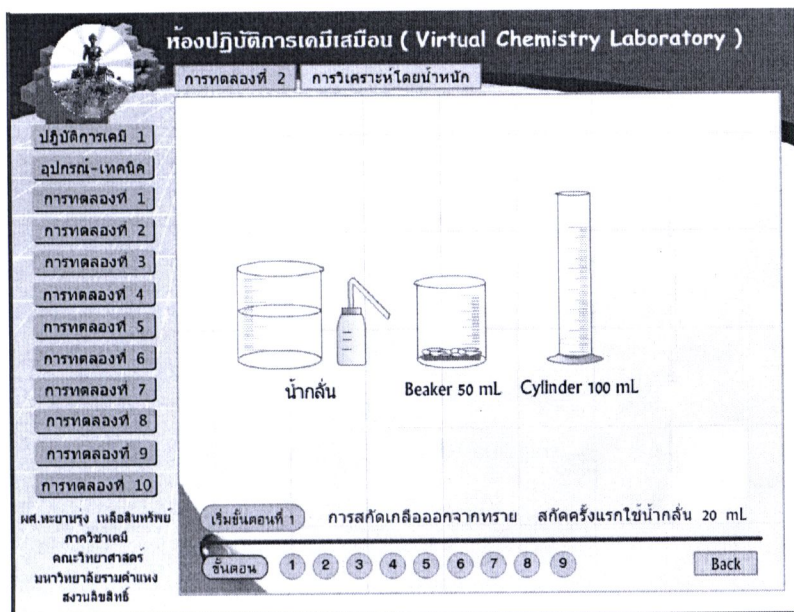 ห้องปฏิบัติการเคมีเสมือน ( Virtual Chemistry Laboratory )
การทดลองที่ 2 การวิเคราะห์โดยน้ำหนัก
ปฏิบัติการเคมี 1
อุปกรณ์-เทคนิค
การทดลองที่ 1
การทดลองที่ 2
การทดลองที่ 3
การทดลองที่ 4
การทดลองที่ 5
การทดลองที่ 6
การทดลองที่ 7
การทดลองที่ 8
การทดลองที่ 9
การทดลองที่ 10
ผศ.ทะยานรุ่ง เหลือสินทรัพย์
ภาควิชาเคมี
คณะวิทยาศาสตร์
มหาวิทยาลัยรามคำแหง
สงวนลิขสิทธิ์
น้ำกลั่น Beaker 50 mL Cylinder 100 mL
เริ่มขั้นตอนที่ 1 การสกัดเกลือออกจากทราย สกัดครั้งแรกใช้น้ำกลั่น 20 mL
ขั้นตอน 1 2 3 4 5 6 7 8 9 Back